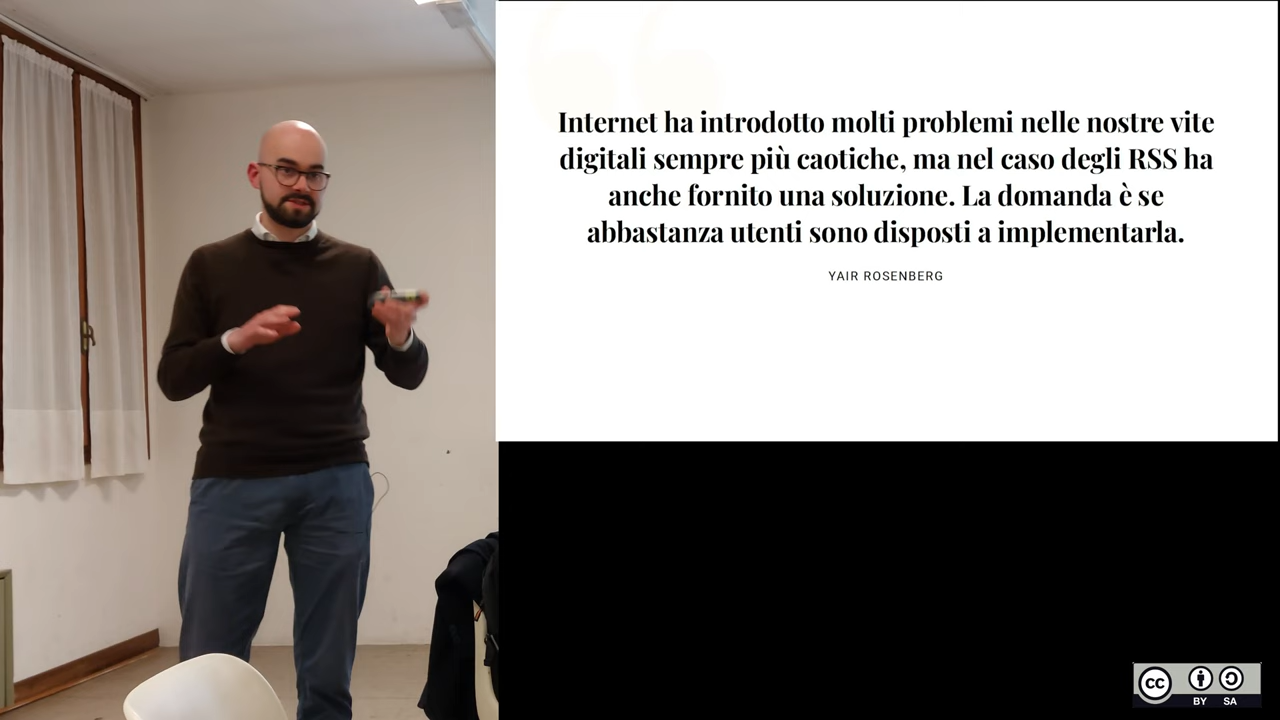 Internet ha introdotto molti problemi nelle nostre vite
digitali sempre più caotiche, ma nel caso degli RSS ha
anche fornito una soluzione. La domanda è se
abbastanza utenti sono disposti a implementarla.
YAIR ROSENBERG
cc
BY SA